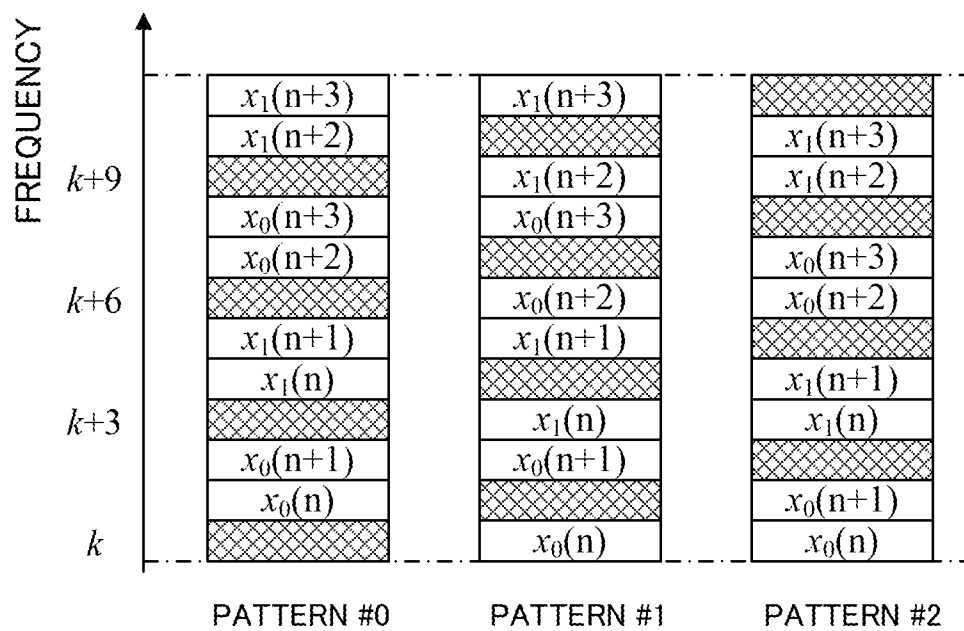 FREQUENCY
k+9
k+6
k+3
k
x₁(n+3)
x₁(n+2)
x₀(n+3)
x₀(n+2)
x₁(n+1)
x₁(n)
x₀(n+1)
x₀(n)
PATTERN #0
x₁(n+3)
x₁(n+2)
x₀(n+3)
x₀(n+2)
x₁(n+1)
x₁(n)
x₀(n+1)
x₀(n)
PATTERN #1
x₁(n+3)
x₁(n+2)
x₀(n+3)
x₀(n+2)
x₁(n+1)
x₁(n)
x₀(n+1)
x₀(n)
PATTERN #2